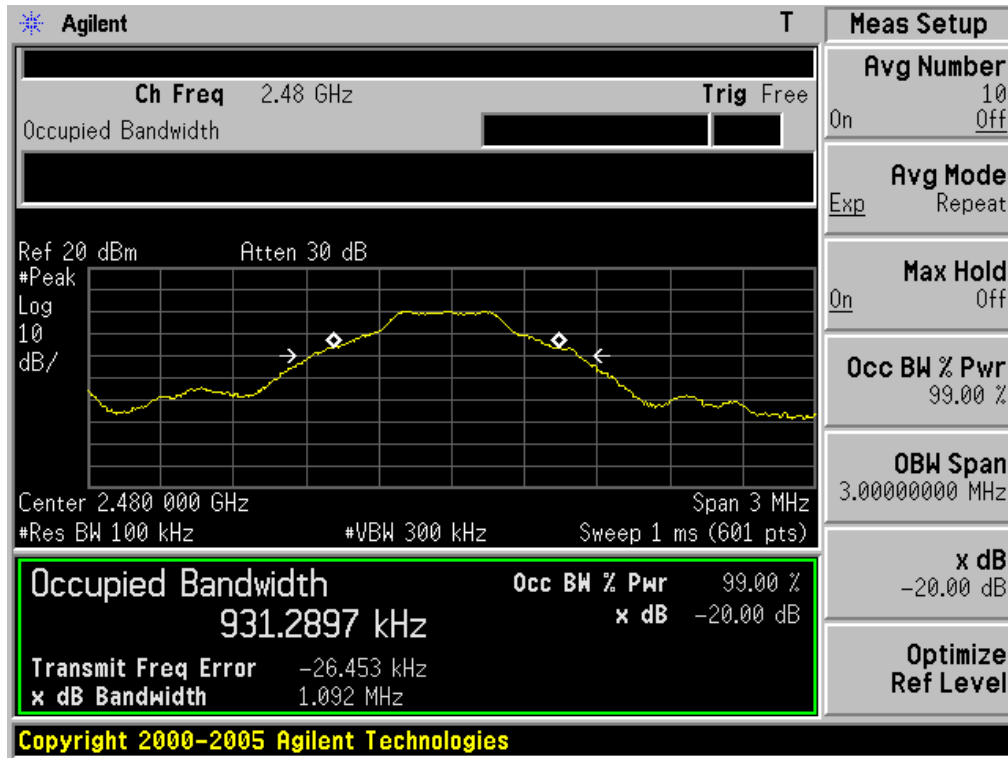 Agilent T
Ch Freq 2.48 GHz Trig Free
Occupied Bandwidth
Ref 20 dBm Atten 30 dB
#Peak
Log
10
dB/
Center 2.480 000 GHz Span 3 MHz
#Res BW 100 kHz #VBW 300 kHz Sweep 1 ms (601 pts)
Occupied Bandwidth Occ BW % Pwr 99.00 %
931.2897 kHz x dB -20.00 dB
Transmit Freq Error -26.453 kHz
x dB Bandwidth 1.092 MHz
Copyright 2000-2005 Agilent Technologies
Meas Setup
Avg Number
10
On Off
Avg Mode
Exp Repeat
Max Hold
On Off
Occ BW % Pwr
99.00 %
OBW Span
3.00000000 MHz
x dB
-20.00 dB
Optimize
Ref Level